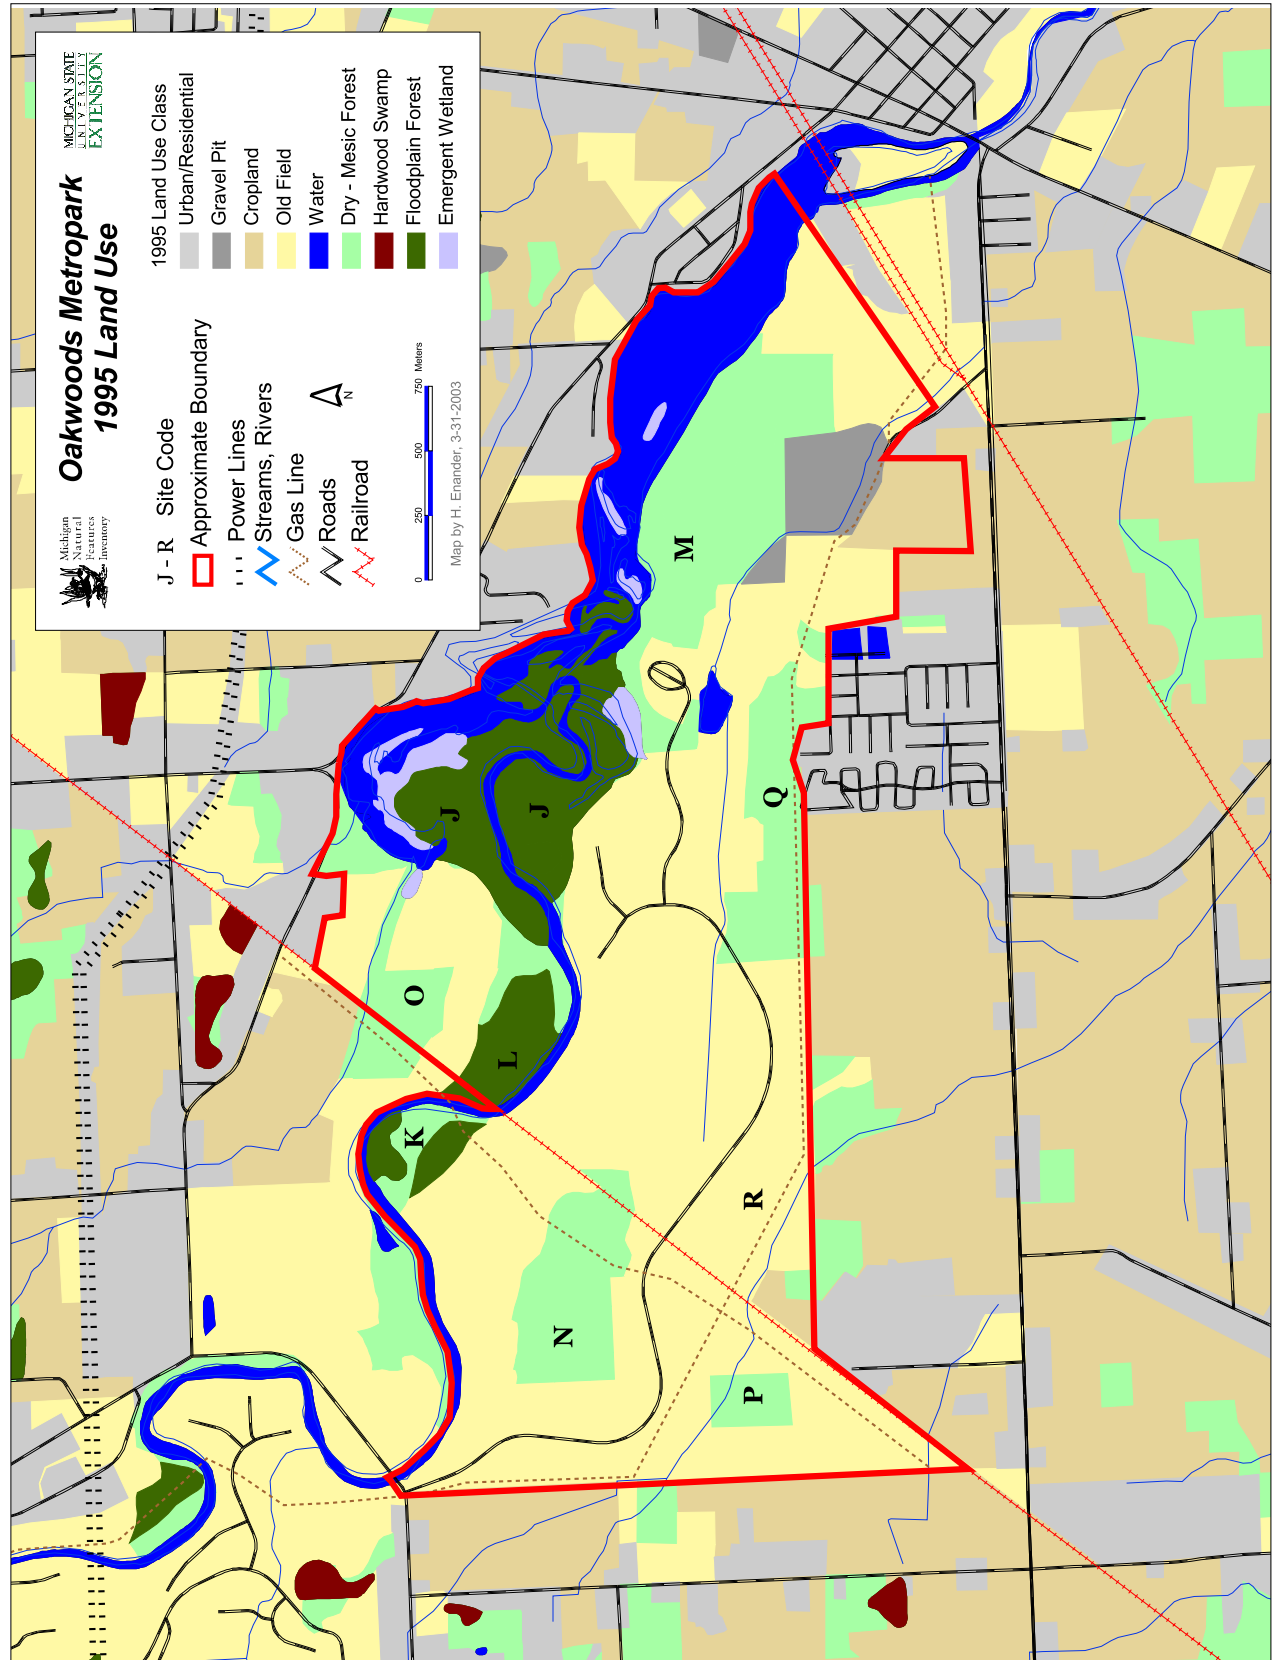 Michigan
Natural
Features
Inventory
Oakwoods Metropark
1995 Land Use
MICHIGAN STATE
UNIVERSITY
EXTENSION
J - R Site Code
Approximate Boundary
Power Lines
Streams, Rivers
Gas Line
Roads
Railroad
N
0 250 500 750 Meters
Map by H. Enander, 3-31-2003
1995 Land Use Class
Urban/Residential
Gravel Pit
Cropland
Old Field
Water
Dry - Mesic Forest
Hardwood Swamp
Floodplain Forest
Emergent Wetland
O
K
J
L
J
N
M
P
R
Q